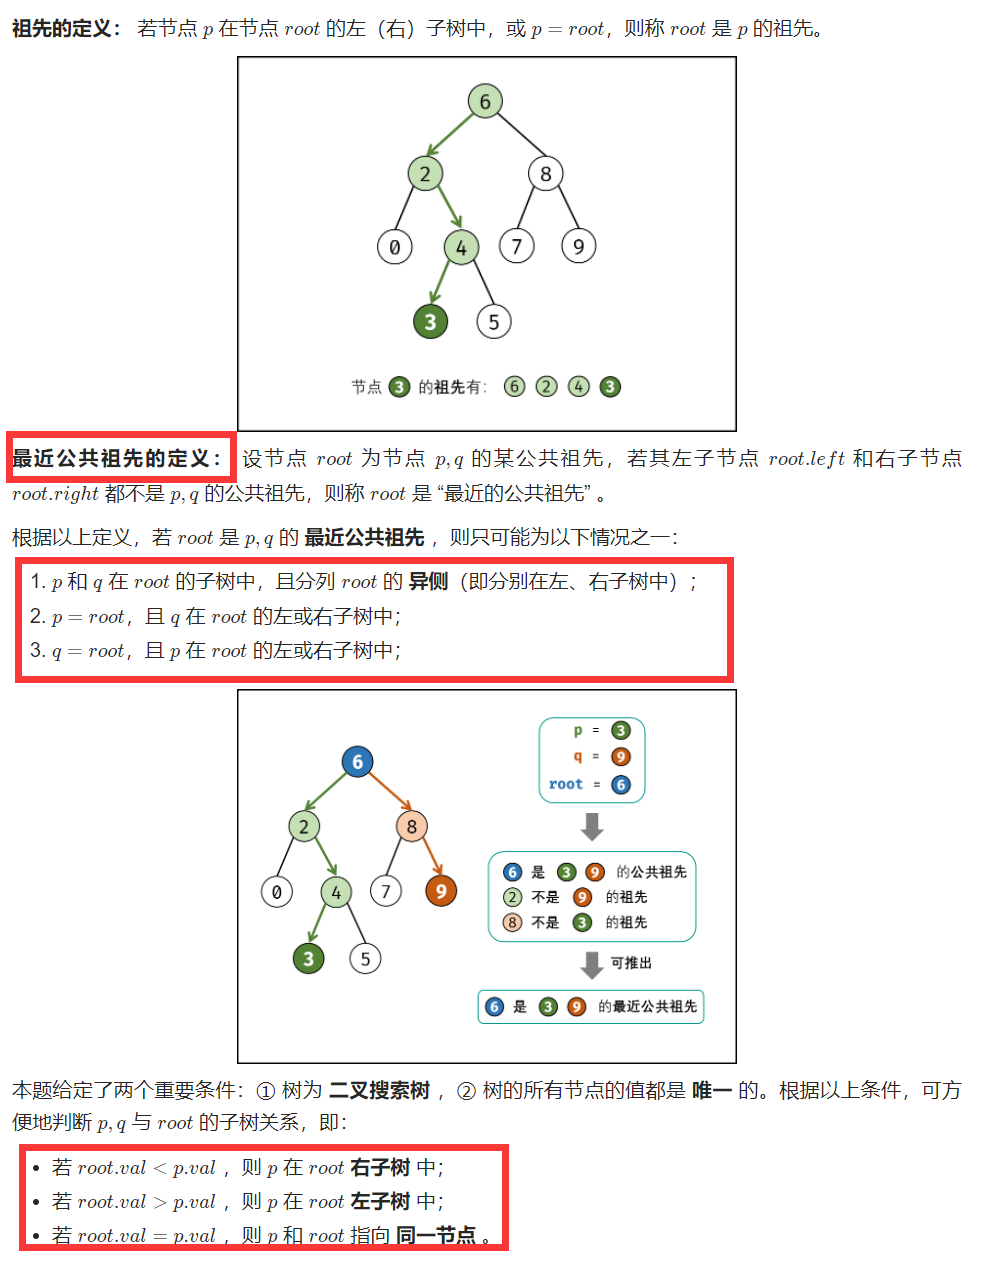 祖先的定义： 若节点 p 在节点 root 的左（右）子树中，或 p = root，则称 root 是 p 的祖先。
6
2
8
0
4
7
9
3
5
节点 3 的祖先有： 6 2 4 3
最近公共祖先的定义： 设节点 root 为节点 p, q 的某公共祖先，若其左子节点 root.left 和右子节点
root.right 都不是 p, q 的公共祖先，则称 root 是 “最近的公共祖先” 。
根据以上定义，若 root 是 p, q 的 最近公共祖先 ，则只可能为以下情况之一：
1. p 和 q 在 root 的子树中，且分列 root 的 异侧（即分别在左、右子树中）；
2. p = root，且 q 在 root 的左或右子树中；
3. q = root，且 p 在 root 的左或右子树中；
6
2
8
0
4
7
9
3
5
p = 3
q = 9
root = 6
6 是 3 9 的公共祖先
2 不是 9 的祖先
8 不是 3 的祖先
可推出
6 是 3 9 的最近公共祖先
本题给定了两个重要条件：① 树为 二叉搜索树 ，② 树的所有节点的值都是 唯一 的。根据以上条件，可方
便地判断 p, q 与 root 的子树关系，即：
• 若 root.val < p.val ，则 p 在 root 右子树 中；
• 若 root.val > p.val ，则 p 在 root 左子树 中；
• 若 root.val = p.val ，则 p 和 root 指向 同一节点 。